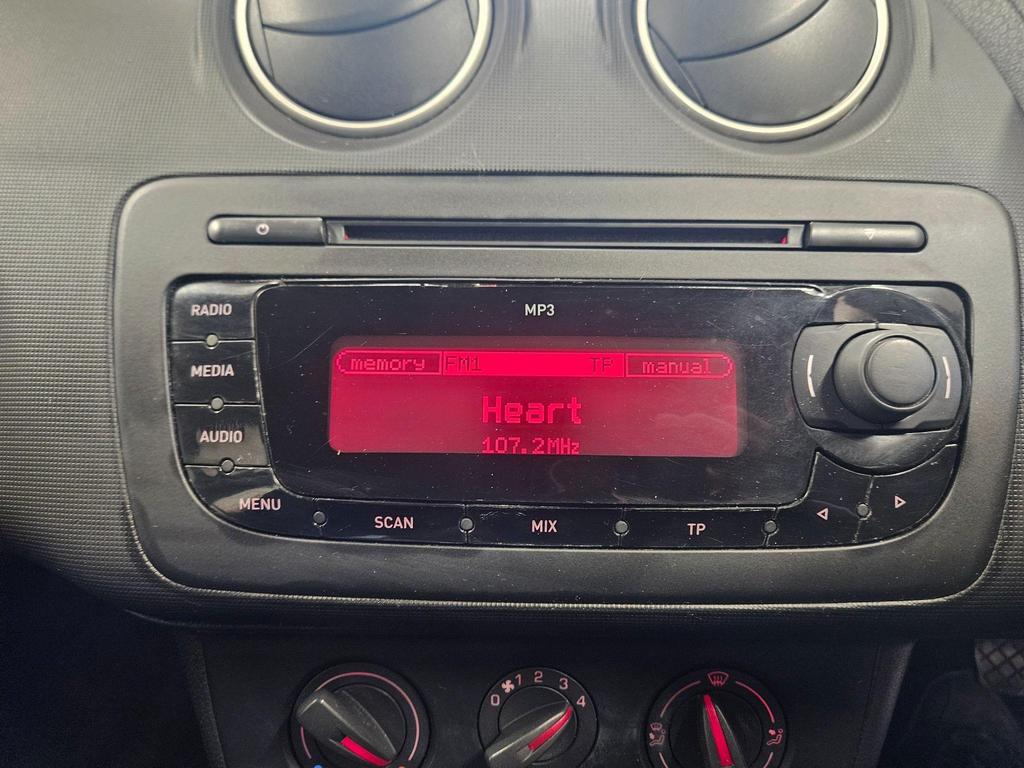 RADIO
MP3
MEDIA
memory FM1 TP manual
Heart
AUDIO
107.2MHz
MENU
SCAN
MIX
TP
0 1 2 3 4